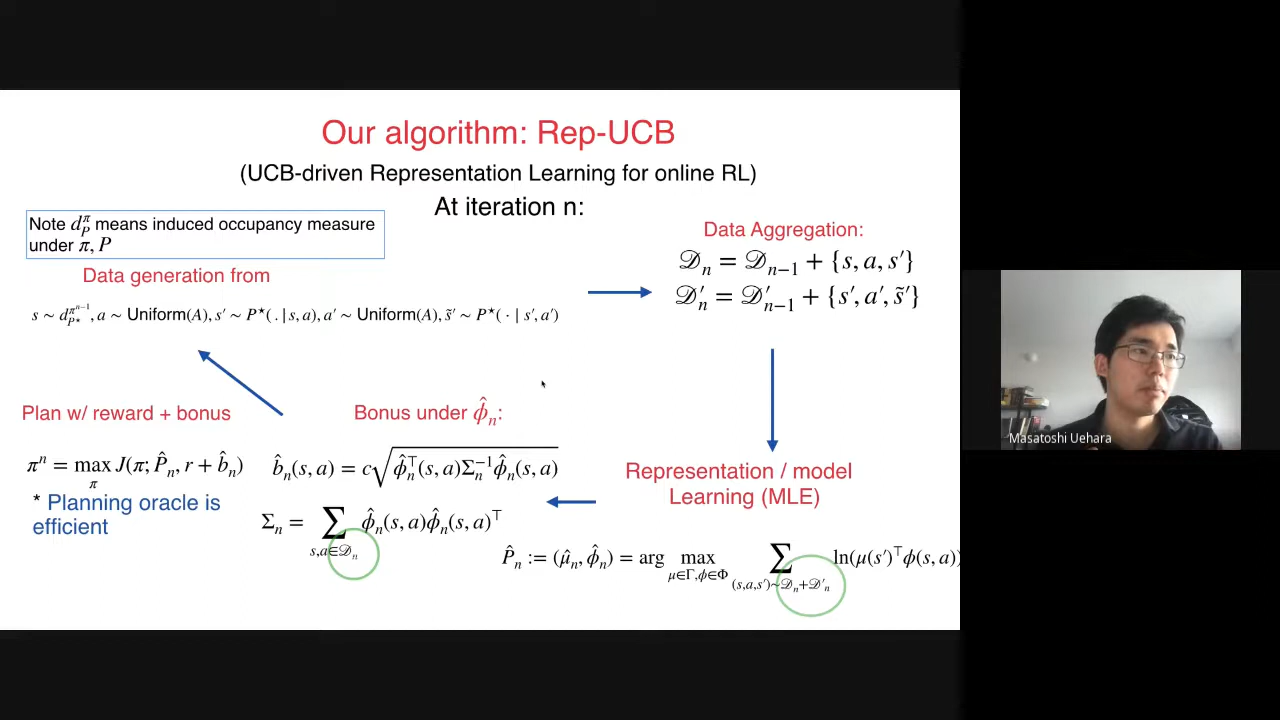 Our algorithm: Rep-UCB
(UCB-driven Representation Learning for online RL)
At iteration n:
Note d_P^π means induced occupancy measure
under π, P
Data generation from
s ∼ d_{P⋆}^{π^{n−1}}, a ∼ Uniform(A), s′ ∼ P⋆( . | s, a), a′ ∼ Uniform(A), s̃′ ∼ P⋆( · | s′, a′)
Data Aggregation:
𝒟_n = 𝒟_{n−1} + {s, a, s′}
𝒟′_n = 𝒟′_{n−1} + {s′, a′, s̃′}
Plan w/ reward + bonus
π^n = max_π J(π; P̂_n, r + b̂_n)
* Planning oracle is
efficient
Bonus under ϕ̂_n:
b̂_n(s, a) = c√(ϕ̂_n^⊤(s, a)Σ_n^{−1}ϕ̂_n(s, a))
Σ_n = ∑_{s,a∈𝒟_n} ϕ̂_n(s, a)ϕ̂_n(s, a)^⊤
Representation / model
Learning (MLE)
P̂_n := (μ̂_n, ϕ̂_n) = arg max_{μ∈Γ,ϕ∈Φ} ∑_{(s,a,s′)∼𝒟_n+𝒟′_n} ln(μ(s′)^⊤ϕ(s, a))
Masatoshi Uehara